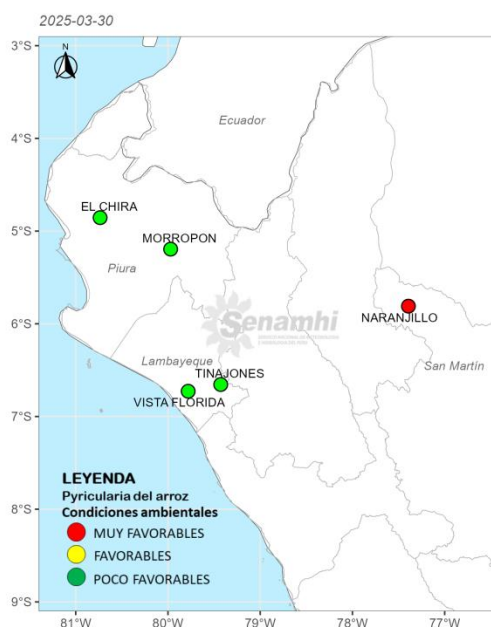 2025-03-30
3°S
N
Ecuador
4°S
EL CHIRA
5°S
MORROPON
Piura
NARANJILLO
6°S
Senamhi
San Martín
Lambayeque
TINAJONES
VISTA FLORIDA
7°S
LEYENDA
Pyricularia del arroz
Condiciones ambientales
MUY FAVORABLES
FAVORABLES
POCO FAVORABLES
8°S
9°S
81°W
80°W
79°W
78°W
77°W